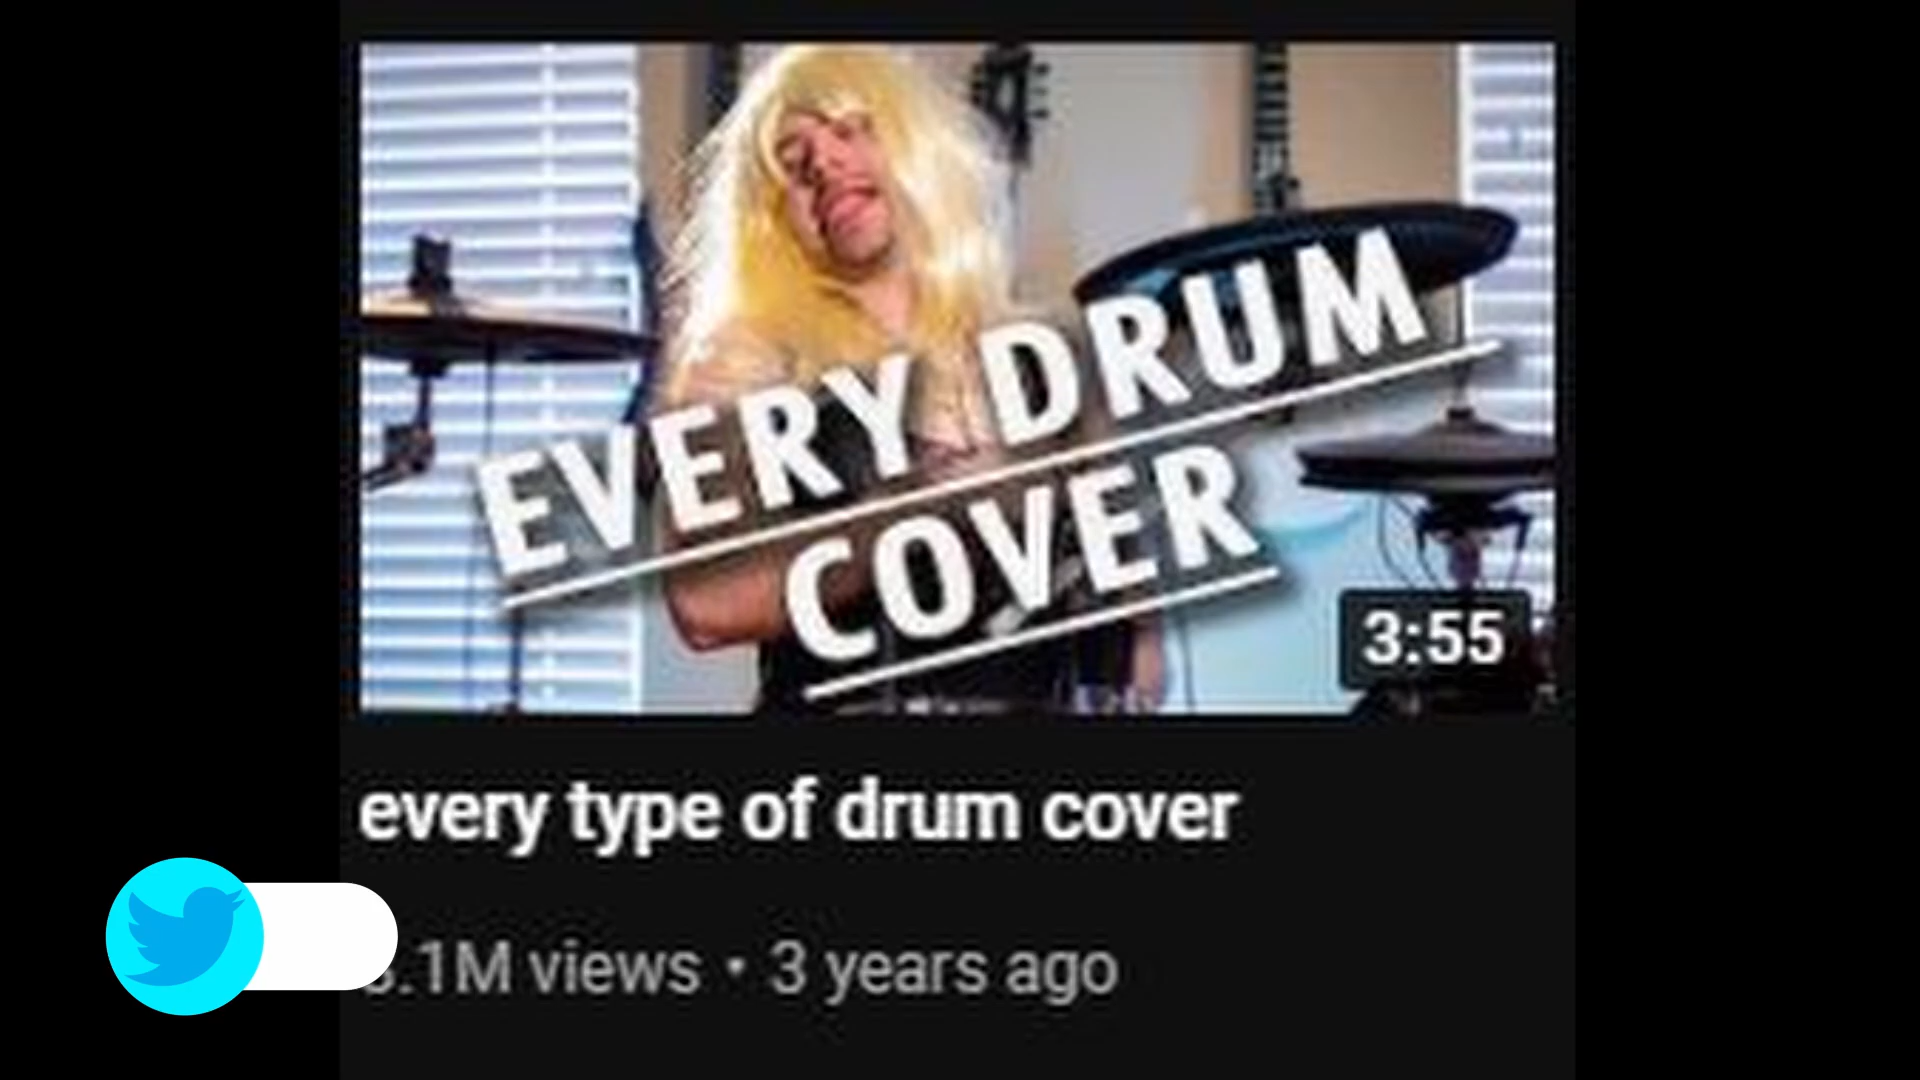 EVERY DRUM
COVER
3:55
every type of drum cover
.1M views • 3 years ago